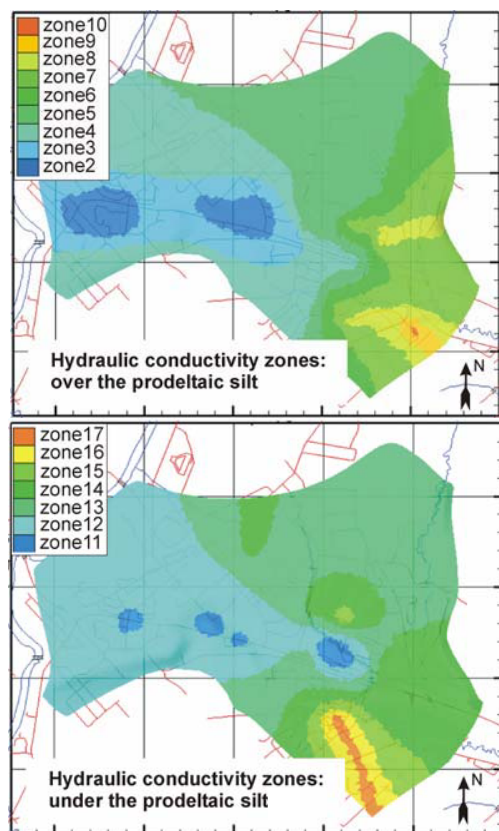 zone10
zone9
zone8
zone7
zone6
zone5
zone4
zone3
zone2
Hydraulic conductivity zones:
over the prodeltaic silt
N
zone17
zone16
zone15
zone14
zone13
zone12
zone11
Hydraulic conductivity zones:
under the prodeltaic silt
N